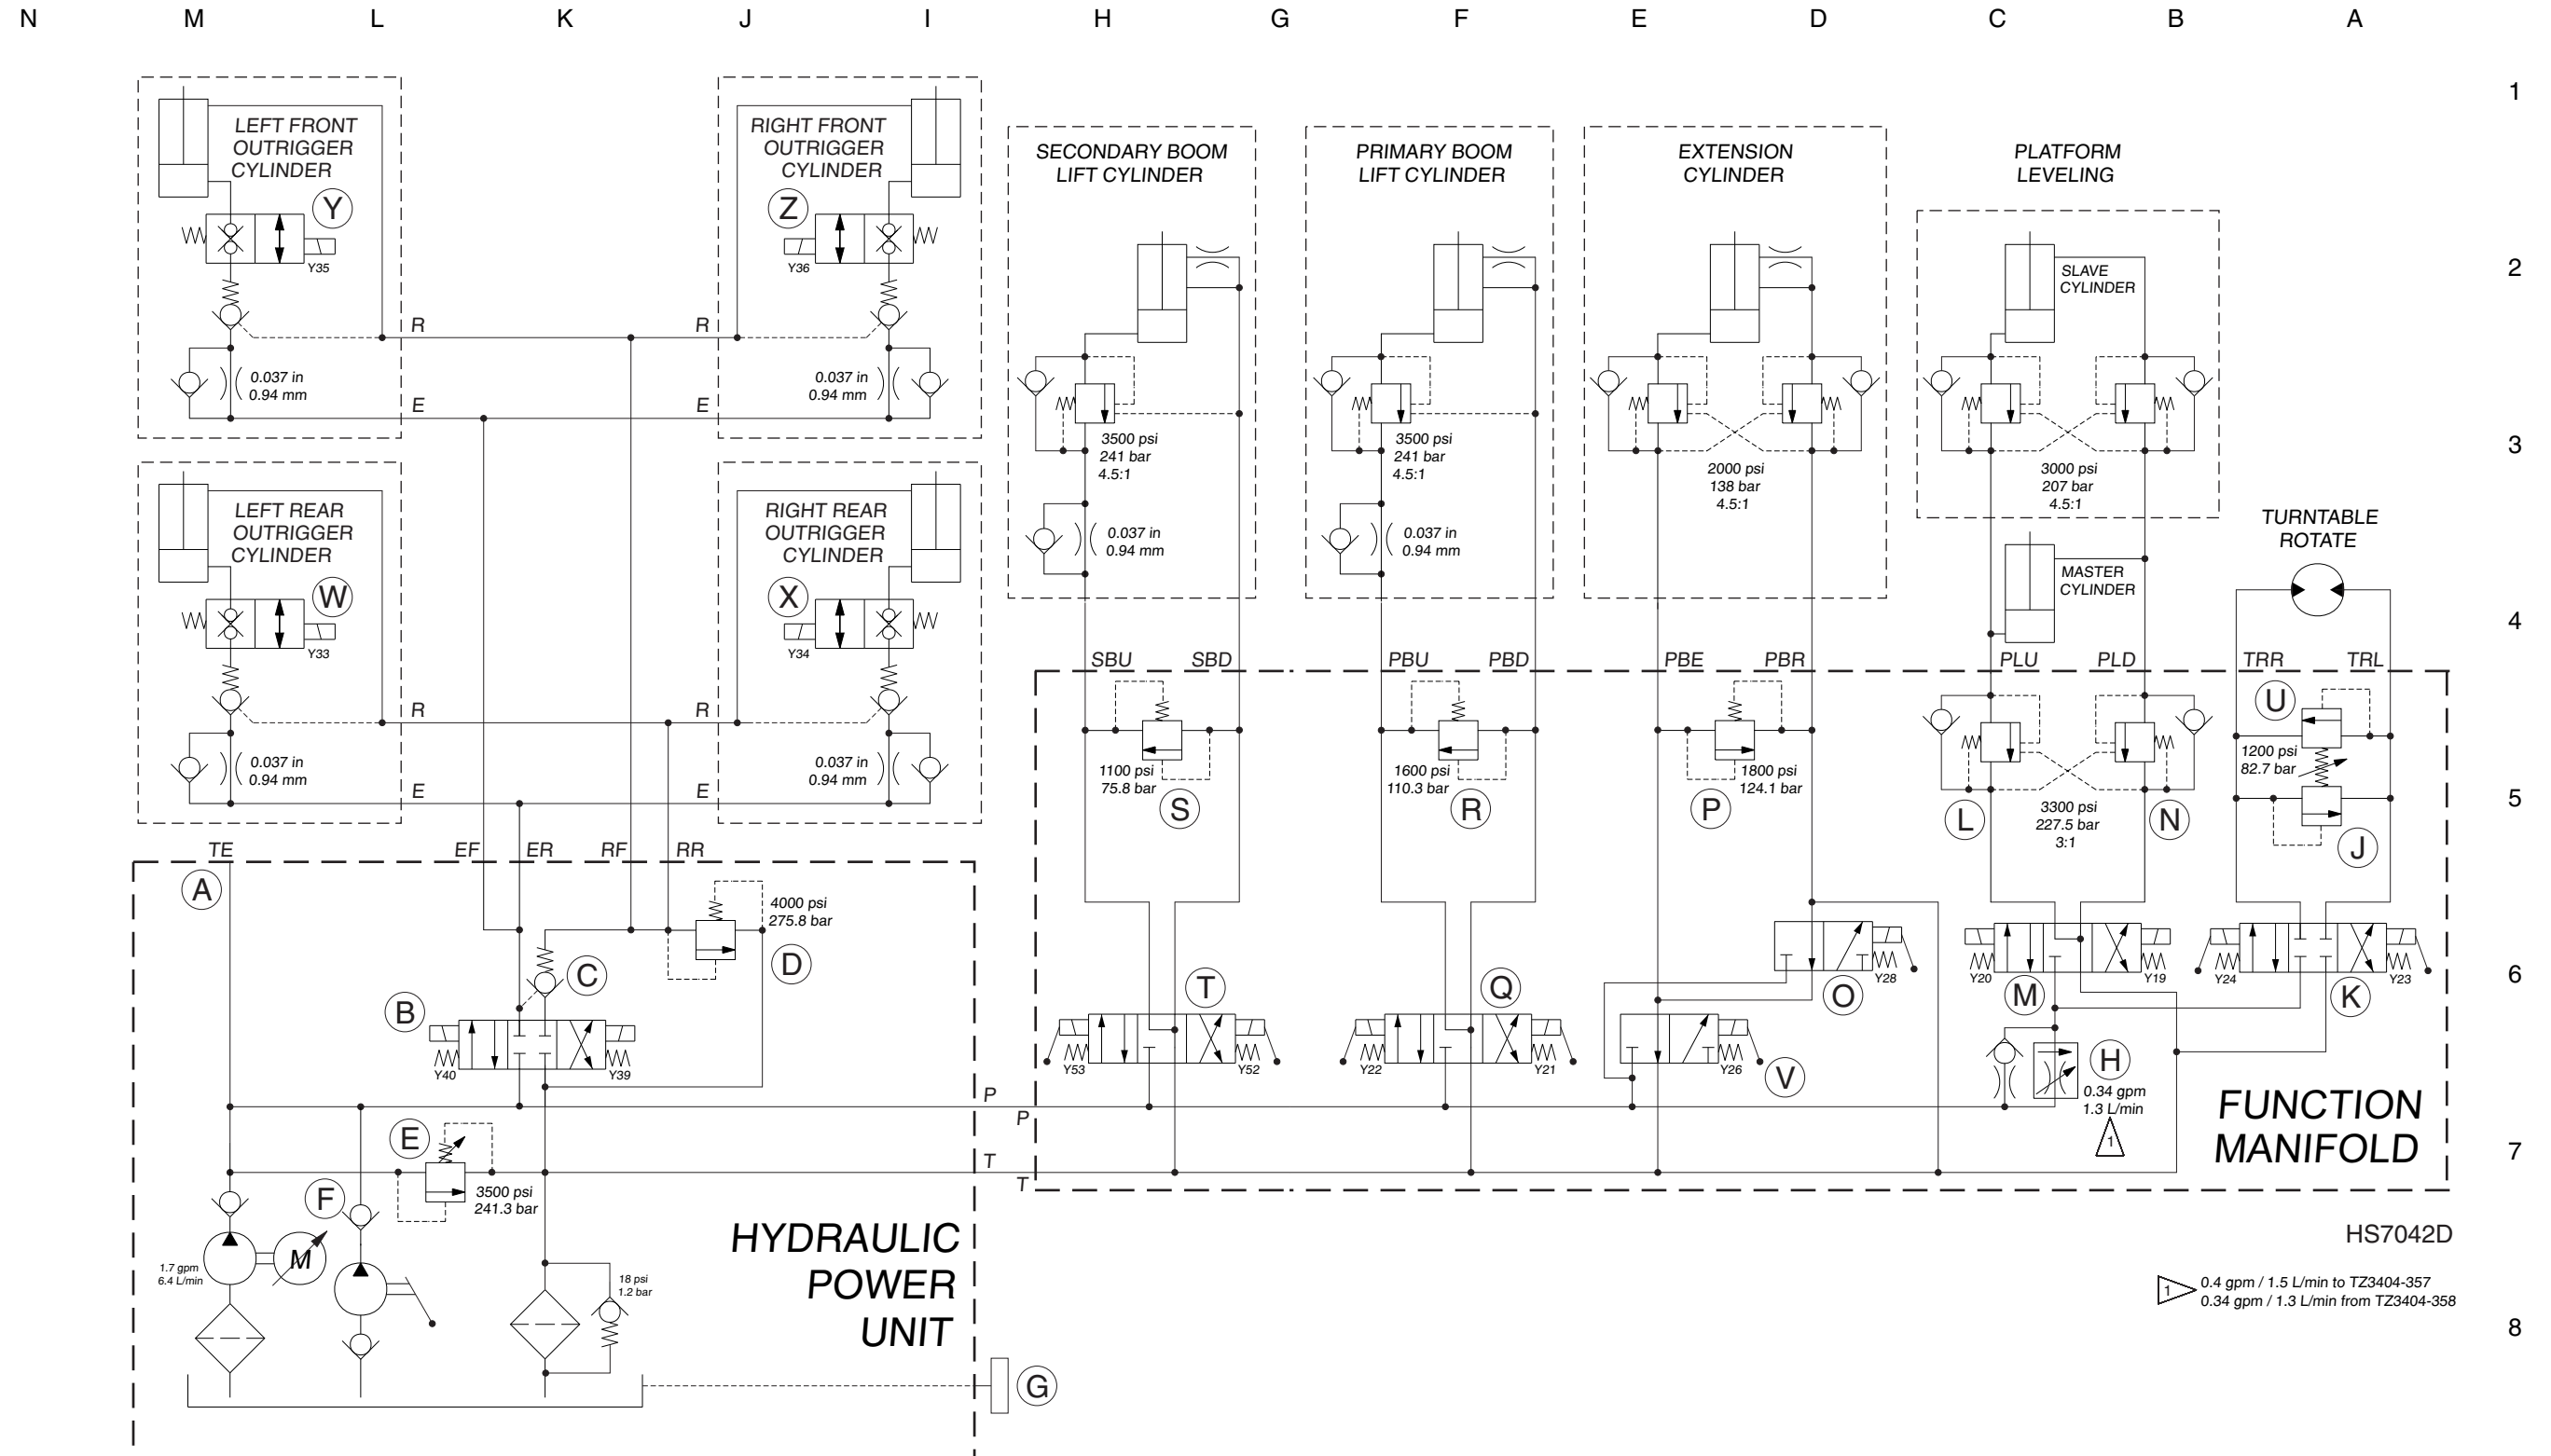 N M L K J I H G F E D C B A
1
2
3
4
5
6
7
8
LEFT FRONT
OUTRIGGER
CYLINDER
Y
Y35
0.037 in
0.94 mm
R
E
RIGHT FRONT
OUTRIGGER
CYLINDER
Z
Y36
0.037 in
0.94 mm
R
E
LEFT REAR
OUTRIGGER
CYLINDER
W
Y33
0.037 in
0.94 mm
R
E
RIGHT REAR
OUTRIGGER
CYLINDER
X
Y34
0.037 in
0.94 mm
R
E
SECONDARY BOOM
LIFT CYLINDER
3500 psi
241 bar
4.5:1
0.037 in
0.94 mm
PRIMARY BOOM
LIFT CYLINDER
3500 psi
241 bar
4.5:1
0.037 in
0.94 mm
EXTENSION
CYLINDER
2000 psi
138 bar
4.5:1
PLATFORM
LEVELING
SLAVE
CYLINDER
3000 psi
207 bar
4.5:1
MASTER
CYLINDER
TURNTABLE
ROTATE
SBU SBD PBU PBD PBE PBR PLU PLD TRR TRL
1100 psi
75.8 bar
S
1600 psi
110.3 bar
R
1800 psi
124.1 bar
P
L
3300 psi
227.5 bar
3:1
N
U
1200 psi
82.7 bar
J
TE EF ER RF RR
A
4000 psi
275.8 bar
D
C
B
Y40 Y39
T
Y53 Y52
Q
Y22 Y21
O
Y28
V
Y26
M
Y20 Y19
K
Y24 Y23
H
0.34 gpm
1.3 L/min
1
P
P
T
T
E
3500 psi
241.3 bar
F
M
1.7 gpm
6.4 L/min
18 psi
1.2 bar
G
HYDRAULIC
POWER
UNIT
FUNCTION
MANIFOLD
HS7042D
1
0.4 gpm / 1.5 L/min to TZ3404-357
0.34 gpm / 1.3 L/min from TZ3404-358